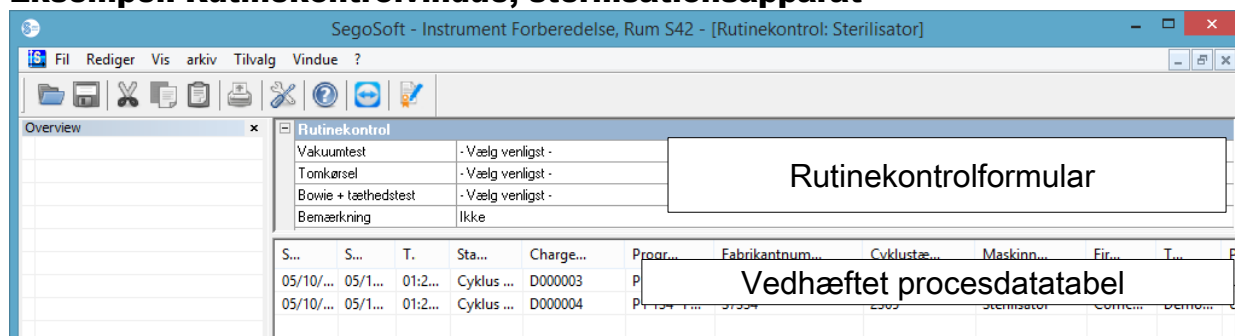 Eksempel: Rutinekontrolvindue, sterilisationsapparat
SegoSoft - Instrument Forberedelse, Rum S42 - [Rutinekontrol: Sterilisator]
Fil Rediger Vis arkiv Tilvalg Vindue ?
Overview
Rutinekontrol
Vakuumtest - Vælg venligst -
Tomkørsel - Vælg venligst -
Bowie + tæthedstest - Vælg venligst -
Bemærkning Ikke
Rutinekontrolformular
S... S... T. Sta... Charge... Progr... Fabrikantnum... Cyklustæ... Maskinn... Fir... T...
05/10/... 05/1... 01:2... Cyklus ... D000003
Vedhæftet procesdatatabel
05/10/... 05/1... 01:2... Cyklus ... D000004